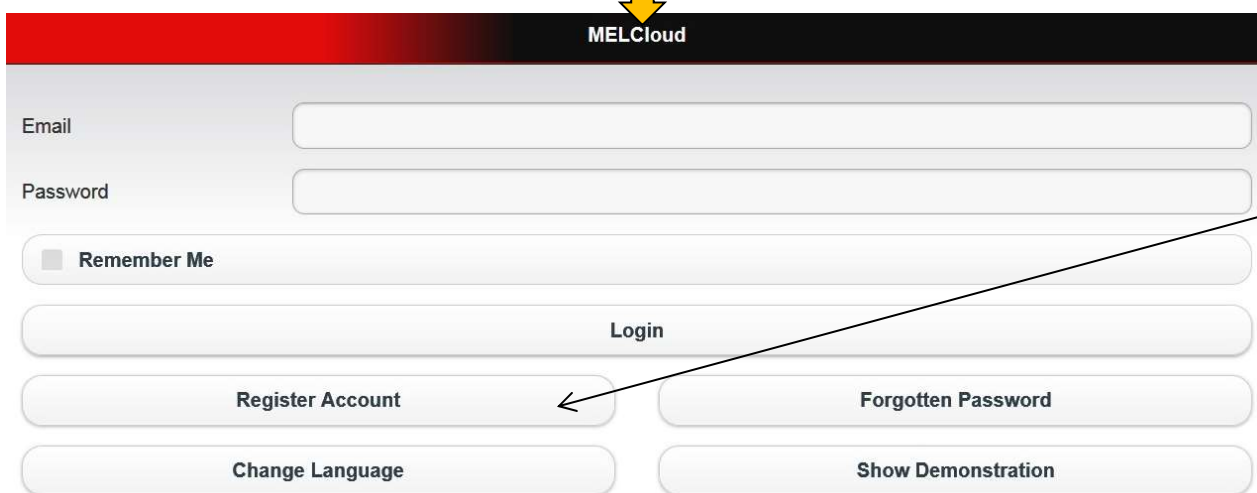 MELCloud
Email
Password
Remember Me
Login
Register Account
Forgotten Password
Change Language
Show Demonstration